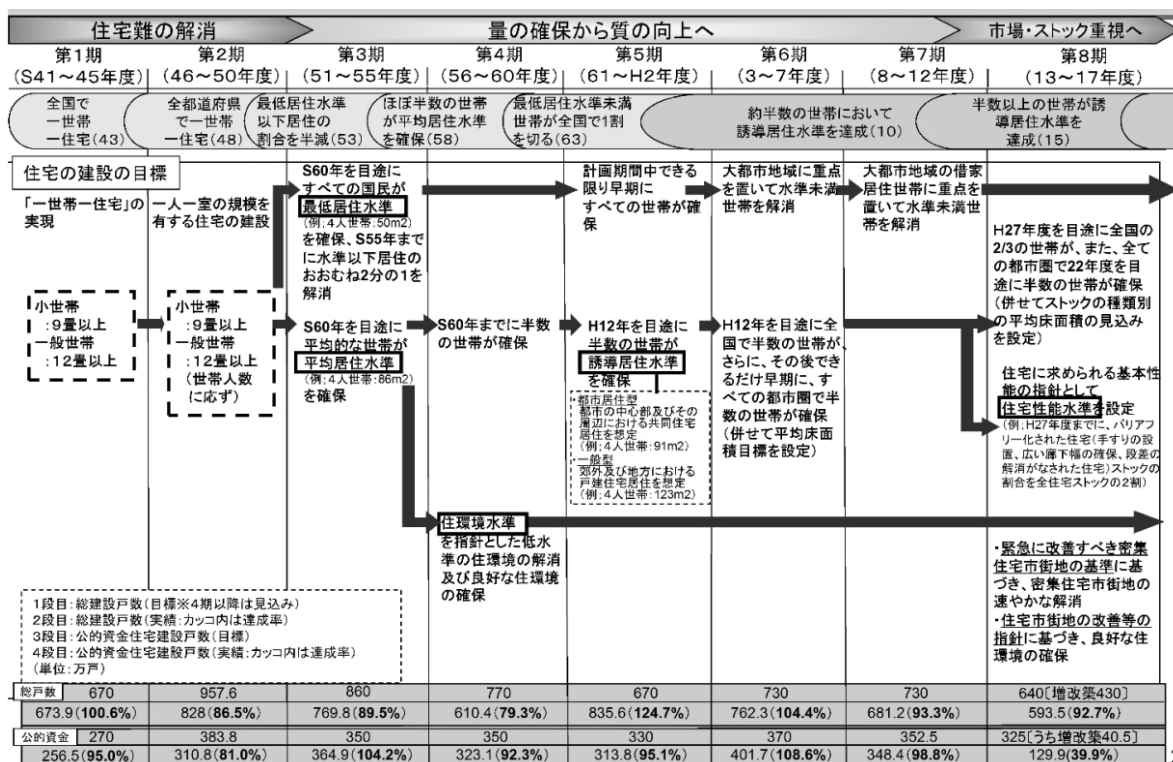 住宅難の解消
量の確保から質の向上へ
市場・ストック重視へ
第1期
(S41～45年度)
第2期
(46～50年度)
第3期
(51～55年度)
第4期
(56～60年度)
第5期
(61～H2年度)
第6期
(3～7年度)
第7期
(8～12年度)
第8期
(13～17年度)
全国で
一世帯
一住宅(43)
全都道府県
で一世帯
一住宅(48)
最低居住水準
以下居住の
割合を半減(53)
ほぼ半数の世帯
が平均居住水準
を確保(58)
最低居住水準未満
世帯が全国で1割
を切る(63)
約半数の世帯において
誘導居住水準を達成(10)
半数以上の世帯が誘
導居住水準を
達成(15)
住宅の建設の目標
「一世帯一住宅」の
実現
一人一室の規模を
有する住宅の建設
S60年を目途に
すべての国民が
最低居住水準
(例;4人世帯:50m2)
を確保、S55年まで
に水準以下居住の
おおむね2分の1を
解消
計画期間中できる
限り早期に
すべての世帯が確
保
大都市地域に重点
を置いて水準未満
世帯を解消
大都市地域の借家
居住世帯に重点を
置いて水準未満世
帯を解消
H27年度を目途に全国の
2/3の世帯が、また、全て
の都市圏で22年度を目
途に半数の世帯が確保
(併せてストックの種類別
の平均床面積の見込み
を設定)
小世帯
:9畳以上
一般世帯
:12畳以上
小世帯
:9畳以上
一般世帯
:12畳以上
(世帯人数
に応ず)
S60年を目途に
平均的な世帯が
平均居住水準
(例;4人世帯:86m2)
を確保
S60年までに半数
の世帯が確保
H12年を目途に
半数の世帯が
誘導居住水準
を確保
・都市居住型
都市の中心部及びその
周辺における共同住宅
居住を想定
(例;4人世帯:91m2)
・一般型
郊外及び地方における
戸建住宅居住を想定
(例;4人世帯:123m2)
H12年を目途に全
国で半数の世帯が、
さらに、その後でき
るだけ早期に、す
べての都市圏で半
数の世帯が確保
(併せて平均床面
積目標を設定)
住宅に求められる基本性
能の指針として
住宅性能水準を設定
(例;H27年度までに、バリアフ
リー化された住宅(手すりの設
置、広い廊下幅の確保、段差の
解消がなされた住宅)ストックの
割合を全住宅ストックの2割)
住環境水準
を指針とした低水
準の住環境の解消
及び良好な住環境
の確保
・緊急に改善すべき密集
住宅市街地の基準に基
づき、密集住宅市街地の
速やかな解消
・住宅市街地の改善等の
指針に基づき、良好な住
環境の確保
1段目:総建設戸数(目標※4期以降は見込み)
2段目:総建設戸数(実績:カッコ内は達成率)
3段目:公的資金住宅建設戸数(目標)
4段目:公的資金住宅建設戸数(実績:カッコ内は達成率)
(単位:万戸)
総戸数 670 957.6 860 770 670 730 730 640〔増改築430〕
673.9(100.6%) 828(86.5%) 769.8(89.5%) 610.4(79.3%) 835.6(124.7%) 762.3(104.4%) 681.2(93.3%) 593.5(92.7%)
公的資金 270 383.8 350 350 330 370 352.5 325〔うち増改築40.5〕
256.5(95.0%) 310.8(81.0%) 364.9(104.2%) 323.1(92.3%) 313.8(95.1%) 401.7(108.6%) 348.4(98.8%) 129.9(39.9%)